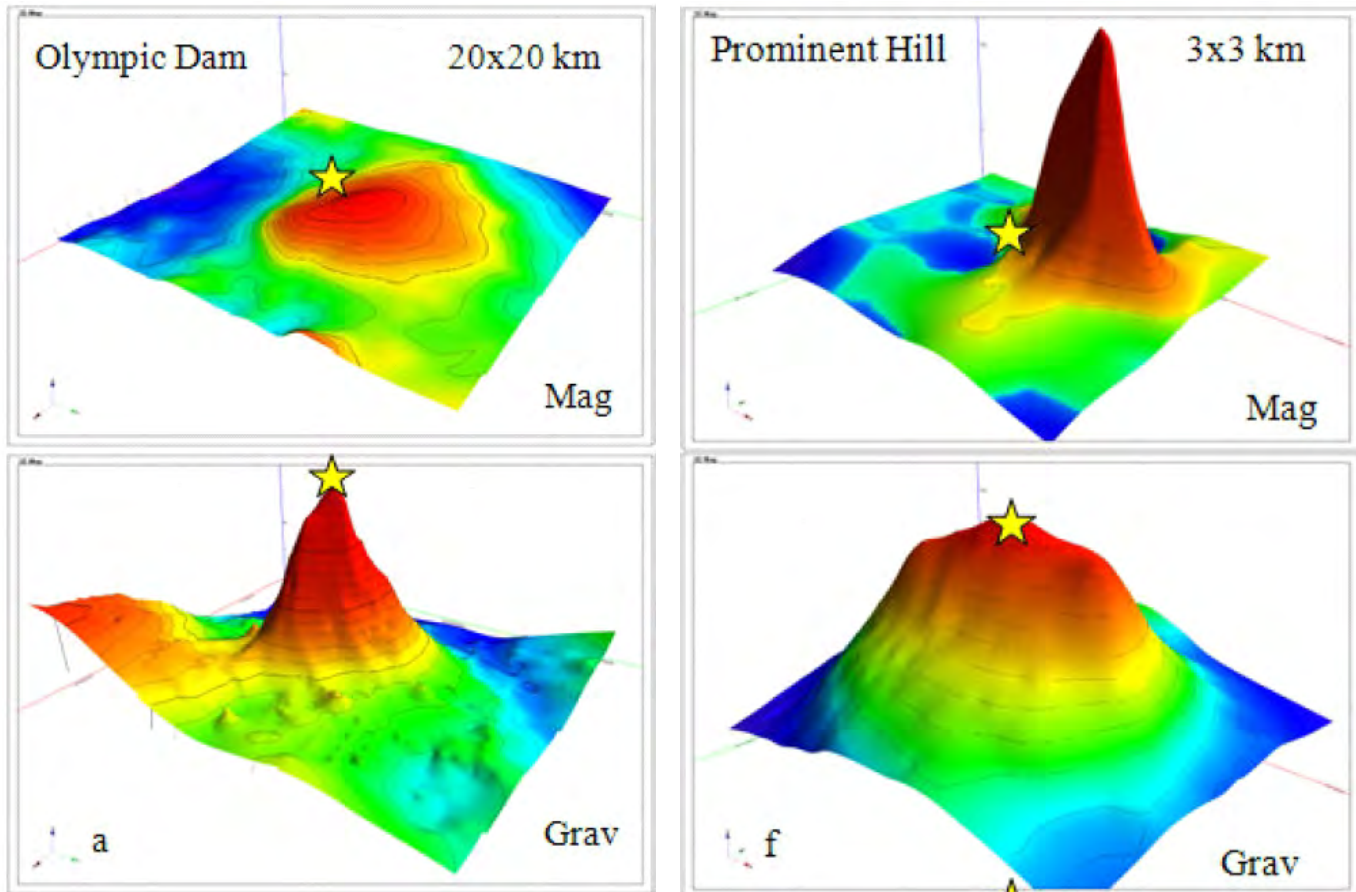 Olympic Dam 20x20 km
Mag
Prominent Hill 3x3 km
Mag
a Grav
f Grav